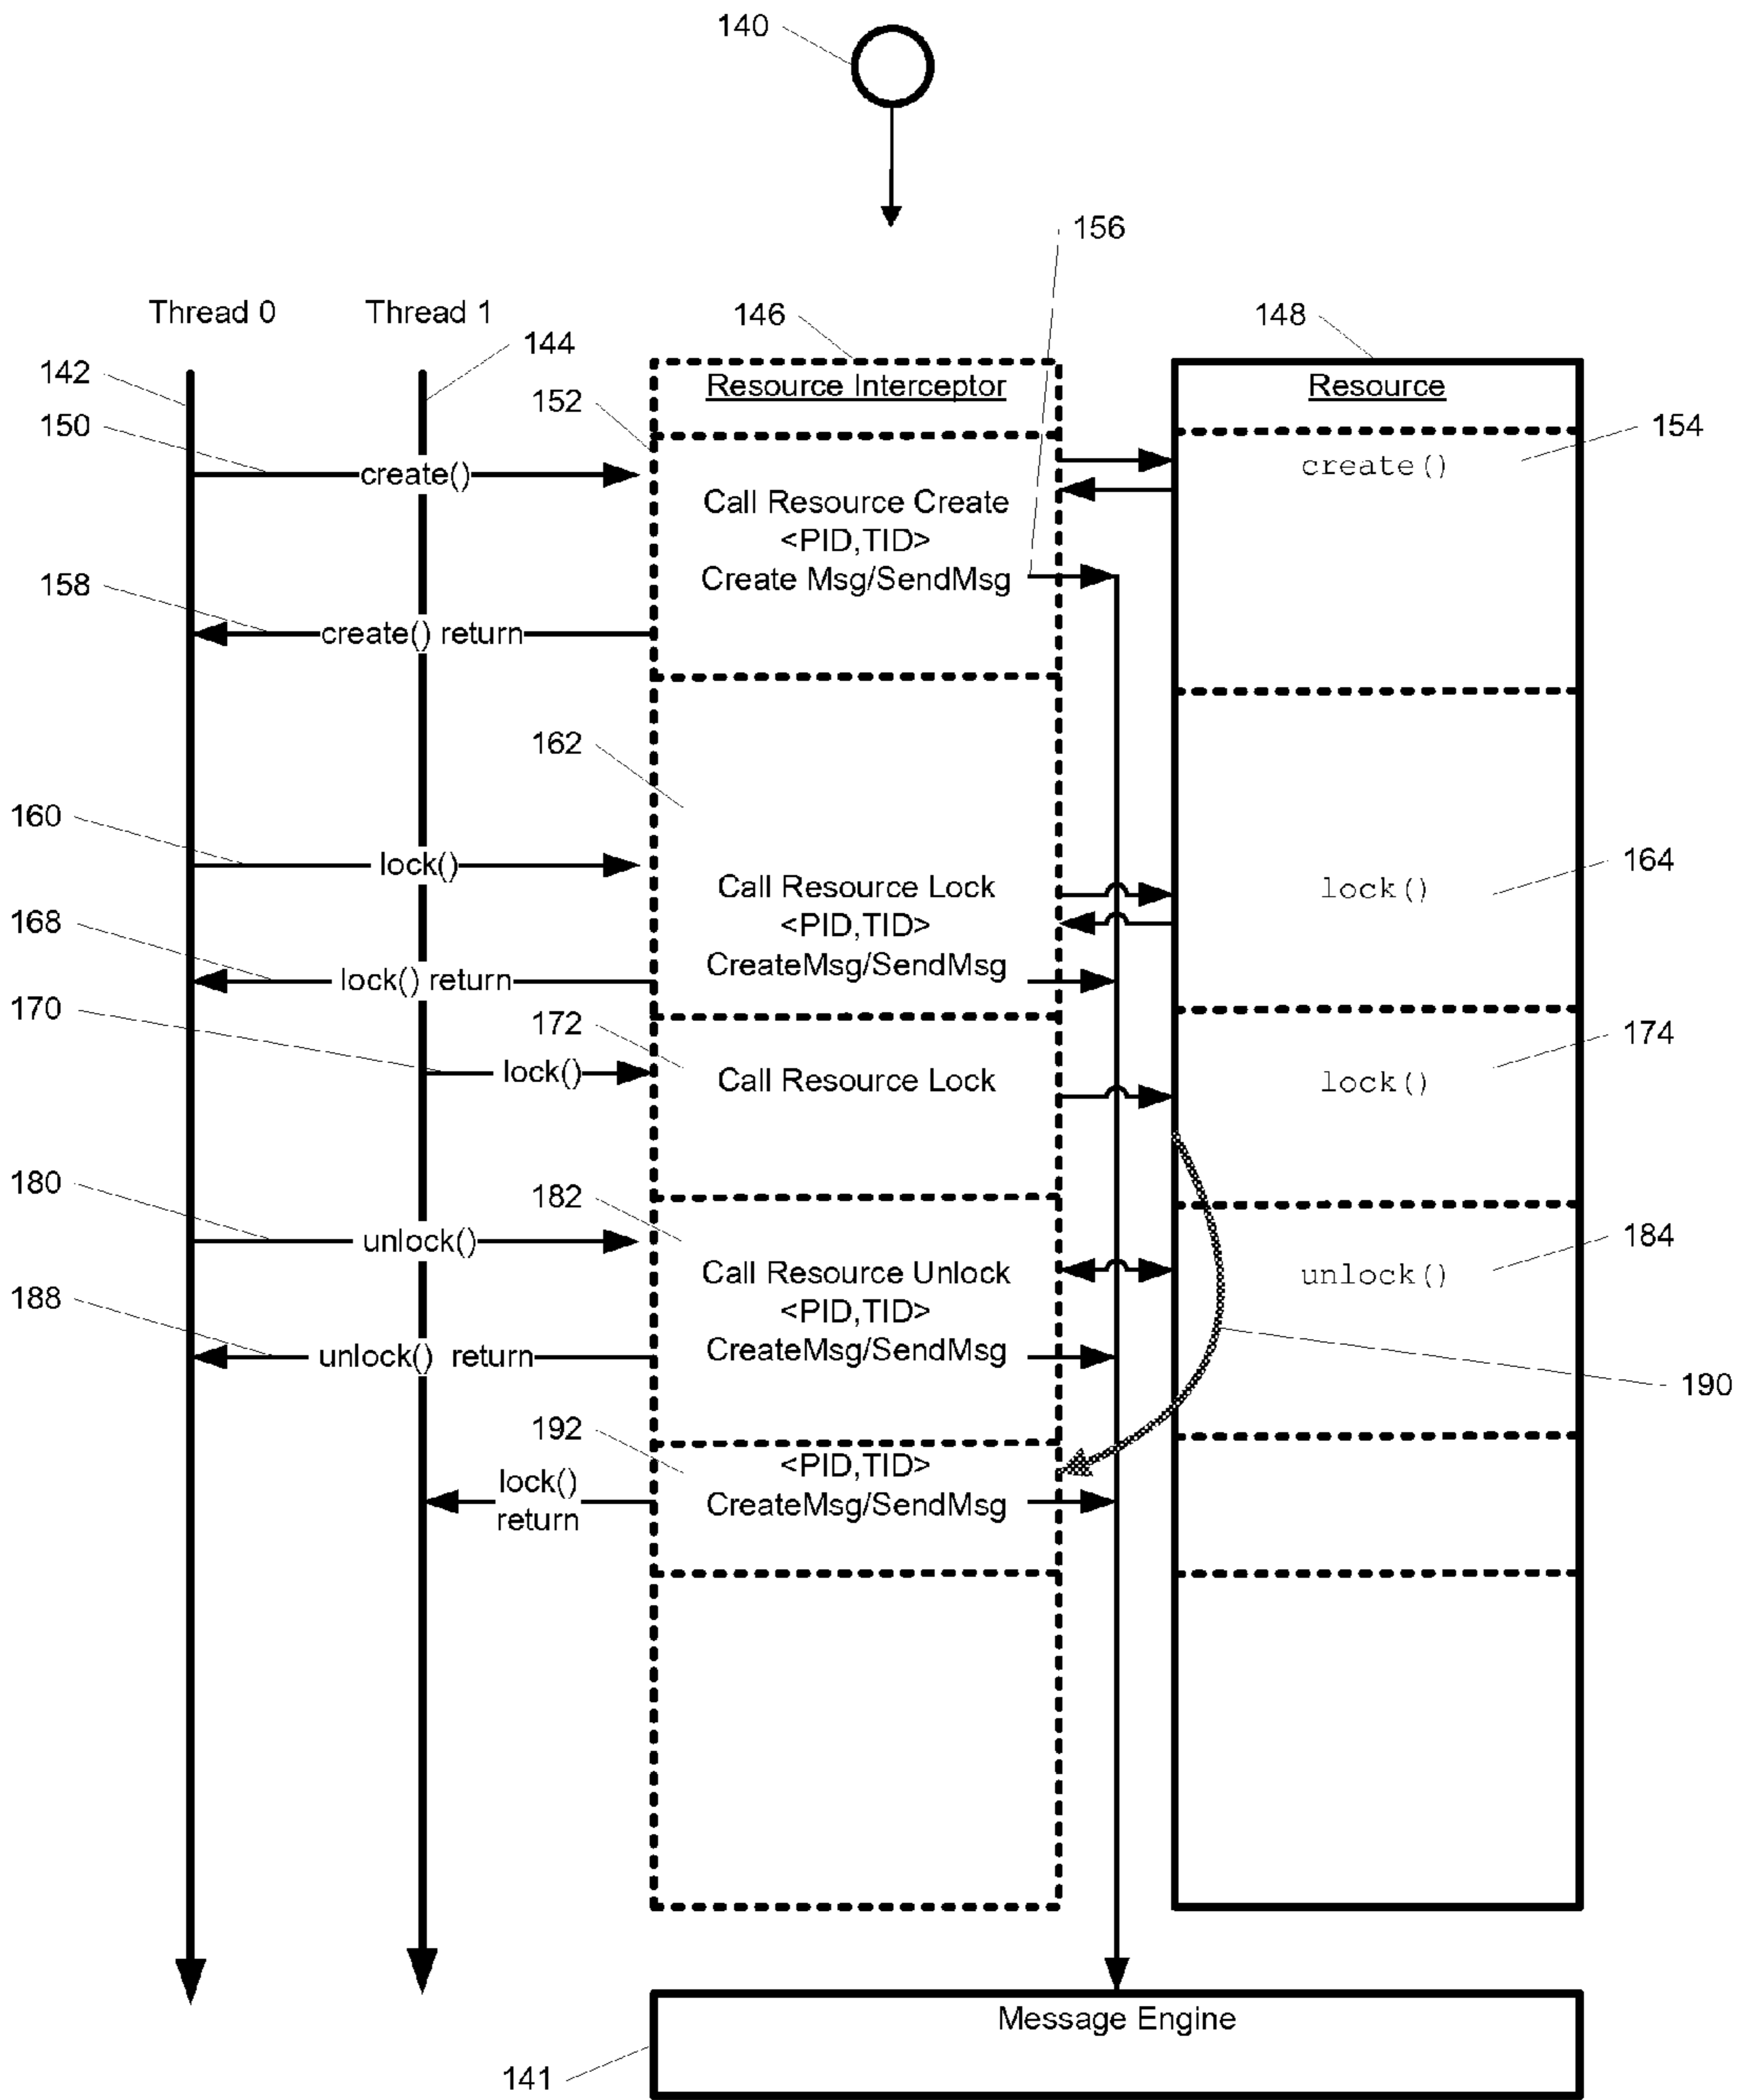 140
156
Thread 0
Thread 1
146
148
144
142
Resource Interceptor
Resource
152
150
154
create()
create()
Call Resource Create
<PID,TID>
Create Msg/SendMsg
158
create() return
162
160
164
lock()
Call Resource Lock
lock()
168
<PID,TID>
CreateMsg/SendMsg
lock() return
170
172
174
lock()
Call Resource Lock
lock()
180
182
184
unlock()
Call Resource Unlock
unlock()
188
<PID,TID>
CreateMsg/SendMsg
unlock() return
190
192
<PID,TID>
lock()
return
CreateMsg/SendMsg
Message Engine
141